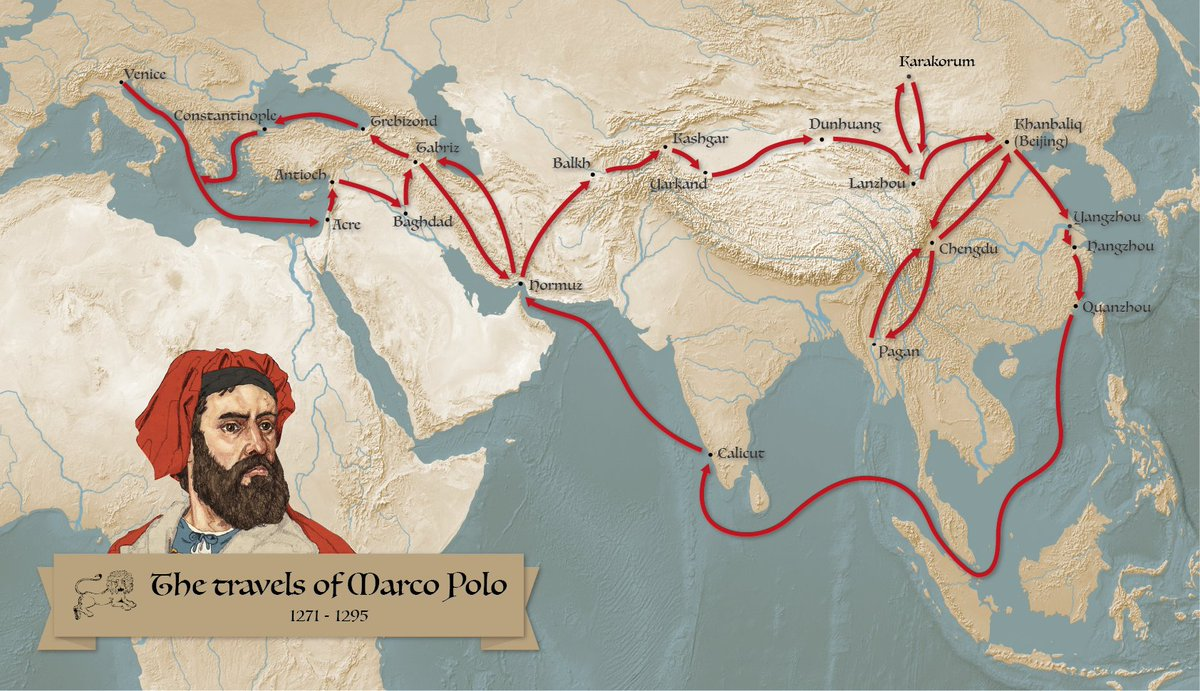 Venice
Constantinople
Trebizond
Tabriz
Antioch
Acre
Baghdad
Hormuz
Balkh
Kashgar
Yarkand
Dunhuang
Lanzhou
Karakorum
Khanbaliq
(Beijing)
Yangzhou
Hangzhou
Quanzhou
Chengdu
Pagan
Calicut
The travels of Marco Polo
1271 - 1295